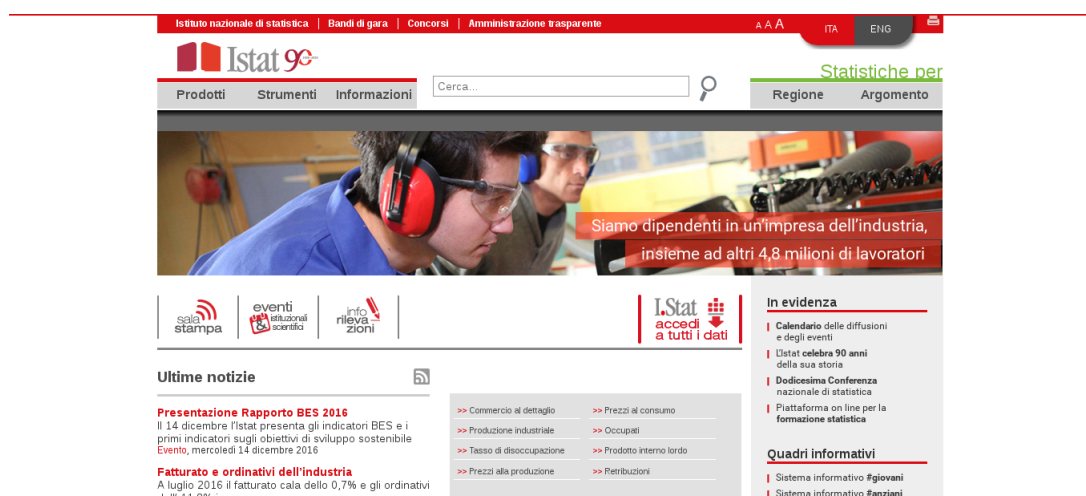 Istituto nazionale di statistica | Bandi di gara | Concorsi | Amministrazione trasparente
A A A
ITA ENG
Istat 90
Statistiche per
Prodotti Strumenti Informazioni
Cerca...
Regione Argomento
Siamo dipendenti in un'impresa dell'industria,
insieme ad altri 4,8 milioni di lavoratori
sala
stampa
eventi
istituzionali
& scientifici
info
rileva
zioni
I.Stat
accedi
a tutti i dati
Ultime notizie
Presentazione Rapporto BES 2016
Il 14 dicembre l'Istat presenta gli indicatori BES e i
primi indicatori sugli obiettivi di sviluppo sostenibile
Evento, mercoledì 14 dicembre 2016
Fatturato e ordinativi dell'industria
A luglio 2016 il fatturato cala dello 0,7% e gli ordinativi
>> Commercio al dettaglio
>> Prezzi al consumo
>> Produzione industriale
>> Occupati
>> Tasso di disoccupazione
>> Prodotto interno lordo
>> Prezzi alla produzione
>> Retribuzioni
In evidenza
Calendario delle diffusioni
e degli eventi
L'Istat celebra 90 anni
della sua storia
Dodicesima Conferenza
nazionale di statistica
Piattaforma on line per la
formazione statistica
Quadri informativi
Sistema informativo #giovani
Sistema informativo #anziani